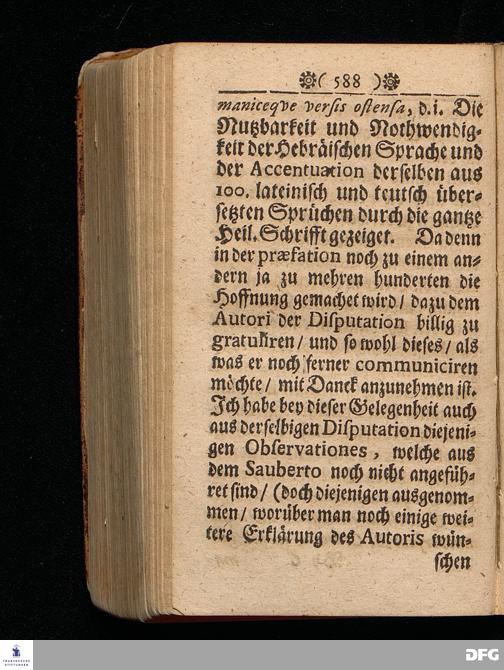 ( 588 )
maniceqve versis ostensa, d.i. Die
Nutzbarkeit und Nothwendig-
keit der Hebräischen Sprache und
der Accentuation derselben aus
100. lateinisch und teutsch über-
setzten Sprüchen durch die gantze
Heil. Schrifft gezeiget. Da denn
in der præfation noch zu einem an-
dern ja zu mehren hunderten die
Hoffnung gemachet wird / dazu dem
Autori der Disputation billig zu
gratuliren / und so wohl dieses / als
was er noch ferner communiciren
möchte / mit Danck anzunehmen ist.
Ich habe bey dieser Gelegenheit auch
aus derselbigen Disputation diejeni-
gen Observationes, welche aus
dem Sauberto noch nicht angefüh-
ret sind / (doch diejenigen ausgenom-
men / worüber man noch einige wei-
tere Erklärung des Autoris wün-
schen
FRANCKESCHE
STIFTUNGEN
DFG